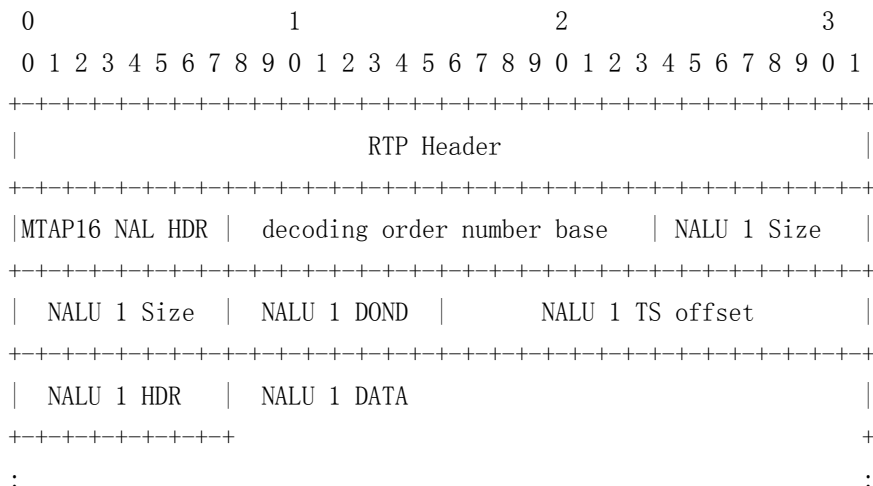 0                   1                   2                   3
 0 1 2 3 4 5 6 7 8 9 0 1 2 3 4 5 6 7 8 9 0 1 2 3 4 5 6 7 8 9 0 1
+-+-+-+-+-+-+-+-+-+-+-+-+-+-+-+-+-+-+-+-+-+-+-+-+-+-+-+-+-+-+-+-+
|                          RTP Header                           |
+-+-+-+-+-+-+-+-+-+-+-+-+-+-+-+-+-+-+-+-+-+-+-+-+-+-+-+-+-+-+-+-+
|MTAP16 NAL HDR |  decoding order number base   | NALU 1 Size   |
+-+-+-+-+-+-+-+-+-+-+-+-+-+-+-+-+-+-+-+-+-+-+-+-+-+-+-+-+-+-+-+-+
|  NALU 1 Size  |  NALU 1 DOND  |       NALU 1 TS offset        |
+-+-+-+-+-+-+-+-+-+-+-+-+-+-+-+-+-+-+-+-+-+-+-+-+-+-+-+-+-+-+-+-+
|  NALU 1 HDR   |  NALU 1 DATA                                  |
+-+-+-+-+-+-+-+-+                                               +
:                                                               :